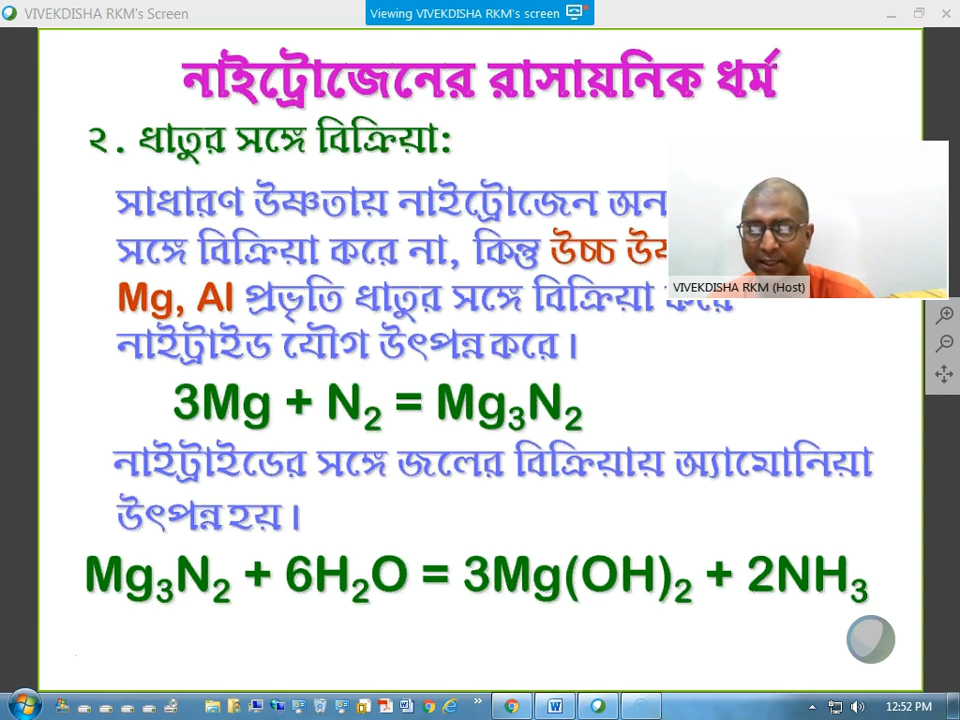 VIVEKDISHA RKM's Screen
Viewing VIVEKDISHA RKM's screen
নাইট্রোজেনের রাসায়নিক ধর্ম
২. ধাতুর সঙ্গে বিক্রিয়া:
সাধারণ উষ্ণতায় নাইট্রোজেন
সঙ্গে বিক্রিয়া করে না, কিন্তু উচ্চ
Mg, Al প্রভৃতি ধাতুর সঙ্গে বিক্রিয়া করে
নাইট্রাইড যৌগ উৎপন্ন করে।
3Mg + N₂ = Mg₃N₂
নাইট্রাইডের সঙ্গে জলের বিক্রিয়ায় অ্যামোনিয়া
উৎপন্ন হয়।
Mg₃N₂ + 6H₂O = 3Mg(OH)₂ + 2NH₃
VIVEKDISHA RKM (Host)
12:52 PM